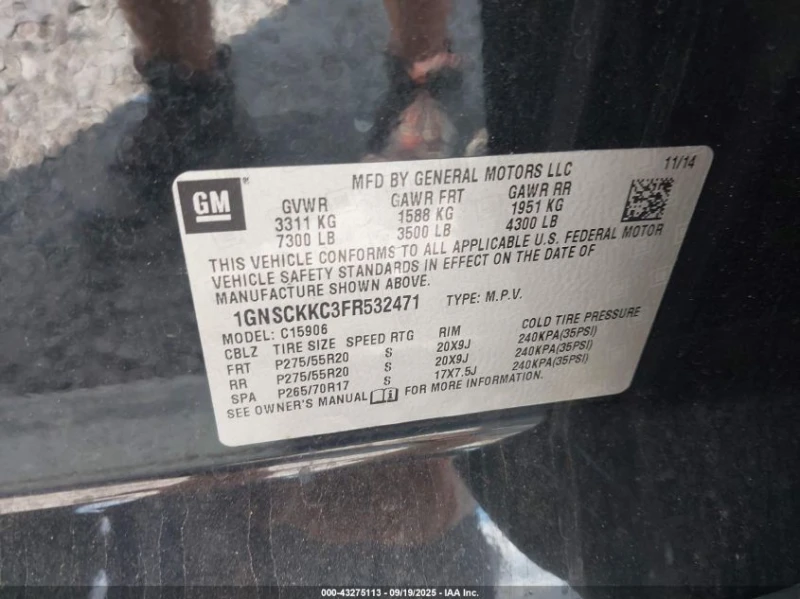 GM
MFD BY GENERAL MOTORS LLC 11/14
GVWR GAWR FRT GAWR RR
3311 KG 1588 KG 1951 KG
7300 LB 3500 LB 4300 LB
THIS VEHICLE CONFORMS TO ALL APPLICABLE U.S. FEDERAL MOTOR
VEHICLE SAFETY STANDARDS IN EFFECT ON THE DATE OF
MANUFACTURE SHOWN ABOVE.
1GNSCKKC3FR532471 TYPE: M.P.V.
MODEL: C15906
CBLZ TIRE SIZE SPEED RTG RIM COLD TIRE PRESSURE
FRT P275/55R20 S 20X9J 240KPA(35PSI)
RR P275/55R20 S 20X9J 240KPA(35PSI)
SPA P265/70R17 S 17X7.5J 240KPA(35PSI)
SEE OWNER'S MANUAL FOR MORE INFORMATION.
000-43275113 - 09/19/2025 - IAA Inc.